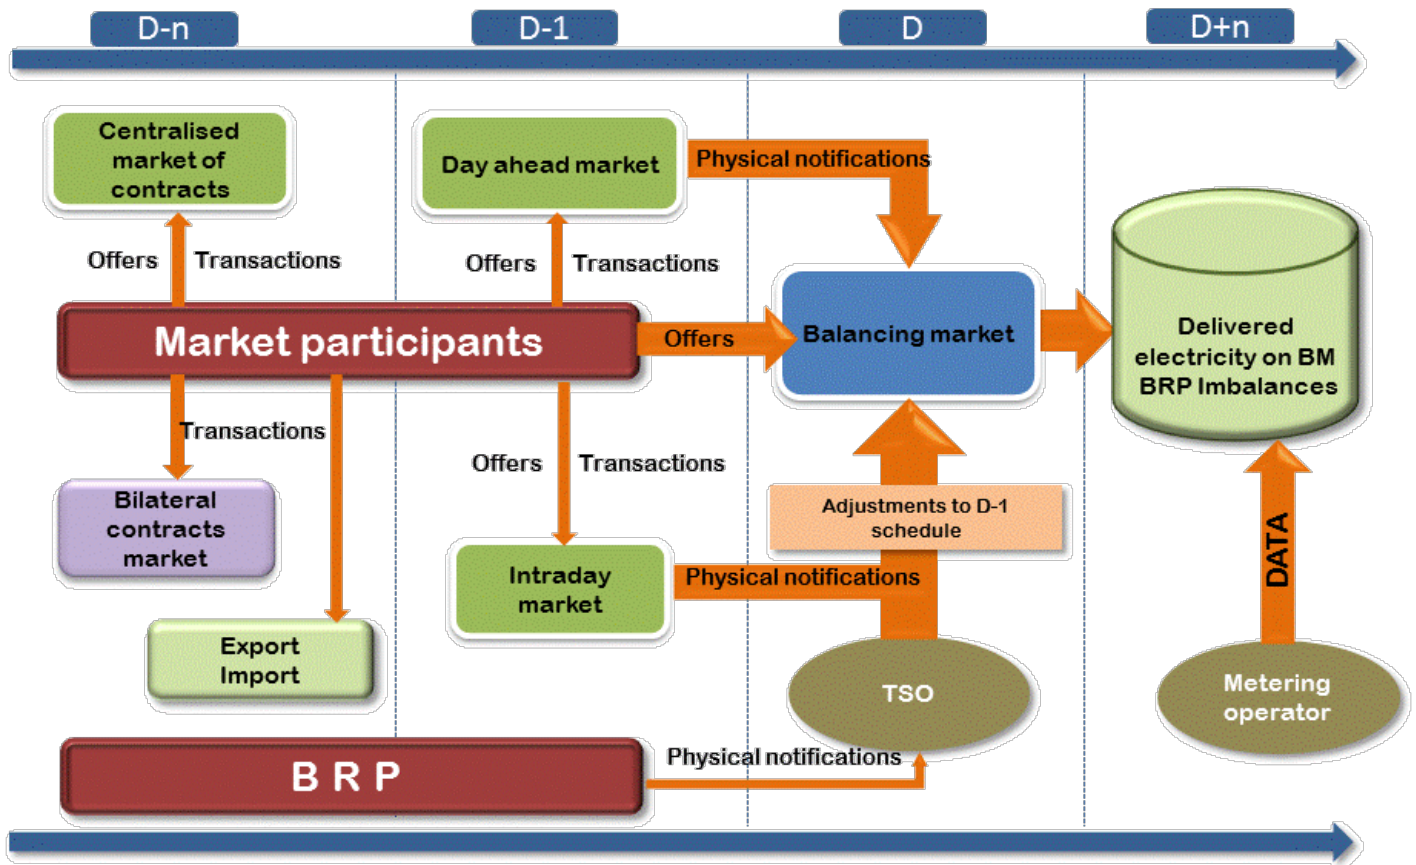 D-n
D-1
D
D+n
Centralised
market of
contracts
Day ahead market
Physical notifications
Offers
Transactions
Offers
Transactions
Market participants
Offers
Balancing market
Delivered
electricity on BM
BRP Imbalances
Transactions
Offers
Transactions
Bilateral
contracts
market
Adjustments to D-1
schedule
DATA
Intraday
market
Physical notifications
Export
Import
TSO
Metering
operator
BRP
Physical notifications